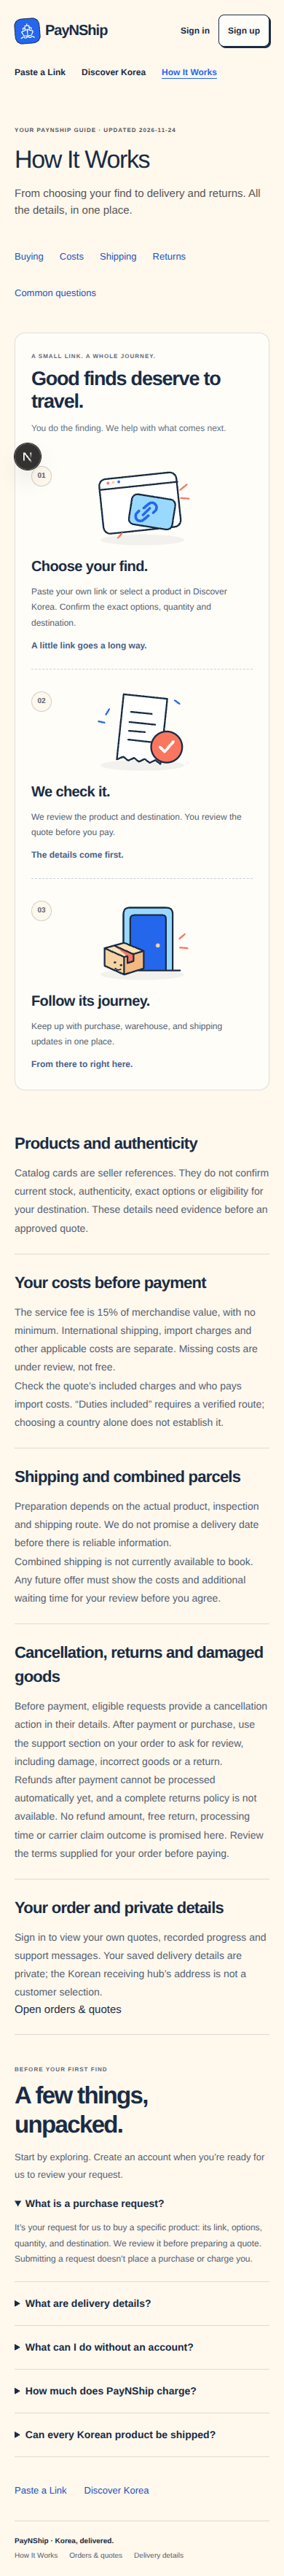 PayNShip
Sign in
Sign up
Paste a Link
Discover Korea
How It Works
YOUR PAYNSHIP GUIDE · UPDATED 2026-11-24
How It Works
From choosing your find to delivery and returns. All
the details, in one place.
Buying
Costs
Shipping
Returns
Common questions
A SMALL LINK. A WHOLE JOURNEY.
Good finds deserve to
travel.
You do the finding. We help with what comes next.
N
01
Choose your find.
Paste your own link or select a product in Discover
Korea. Confirm the exact options, quantity and
destination.
A little link goes a long way.
02
We check it.
We review the product and destination. You review the
quote before you pay.
The details come first.
03
Follow its journey.
Keep up with purchase, warehouse, and shipping
updates in one place.
From there to right here.
Products and authenticity
Catalog cards are seller references. They do not confirm
current stock, authenticity, exact options or eligibility for
your destination. These details need evidence before an
approved quote.
Your costs before payment
The service fee is 15% of merchandise value, with no
minimum. International shipping, import charges and
other applicable costs are separate. Missing costs are
under review, not free.
Check the quote's included charges and who pays
import costs. “Duties included” requires a verified route;
choosing a country alone does not establish it.
Shipping and combined parcels
Preparation depends on the actual product, inspection
and shipping route. We do not promise a delivery date
before there is reliable information.
Combined shipping is not currently available to book.
Any future offer must show the costs and additional
waiting time for your review before you agree.
Cancellation, returns and damaged
goods
Before payment, eligible requests provide a cancellation
action in their details. After payment or purchase, use
the support section on your order to ask for review,
including damage, incorrect goods or a return.
Refunds after payment cannot be processed
automatically yet, and a complete returns policy is not
available. No refund amount, free return, processing
time or carrier claim outcome is promised here. Review
the terms supplied for your order before paying.
Your order and private details
Sign in to view your own quotes, recorded progress and
support messages. Your saved delivery details are
private; the Korean receiving hub's address is not a
customer selection.
Open orders & quotes
BEFORE YOUR FIRST FIND
A few things,
unpacked.
Start by exploring. Create an account when you're ready for
us to review your request.
▼ What is a purchase request?
It's your request for us to buy a specific product: its link, options,
quantity, and destination. We review it before preparing a quote.
Submitting a request doesn't place a purchase or charge you.
▶ What are delivery details?
▶ What can I do without an account?
▶ How much does PayNShip charge?
▶ Can every Korean product be shipped?
Paste a Link
Discover Korea
PayNShip · Korea, delivered.
How It Works
Orders & quotes
Delivery details